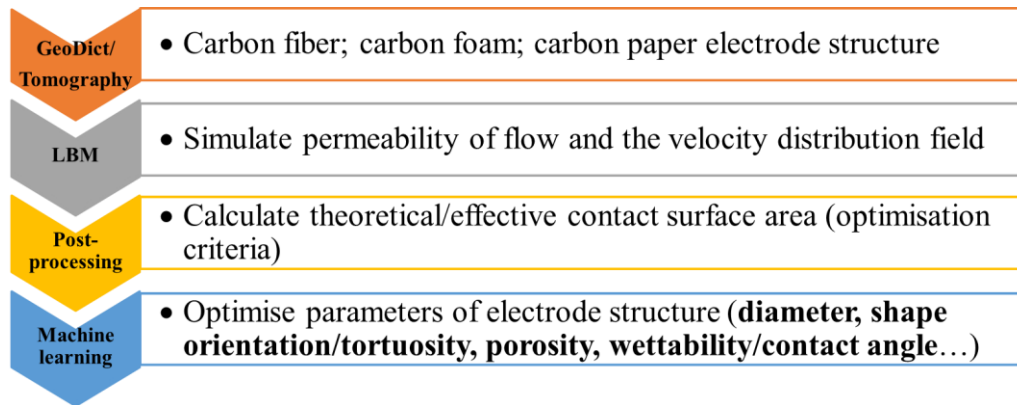 GeoDict/
Tomography
• Carbon fiber; carbon foam; carbon paper electrode structure
LBM
• Simulate permeability of flow and the velocity distribution field
Post-
processing
• Calculate theoretical/effective contact surface area (optimisation
criteria)
Machine
learning
• Optimise parameters of electrode structure (diameter, shape
orientation/tortuosity, porosity, wettability/contact angle…)